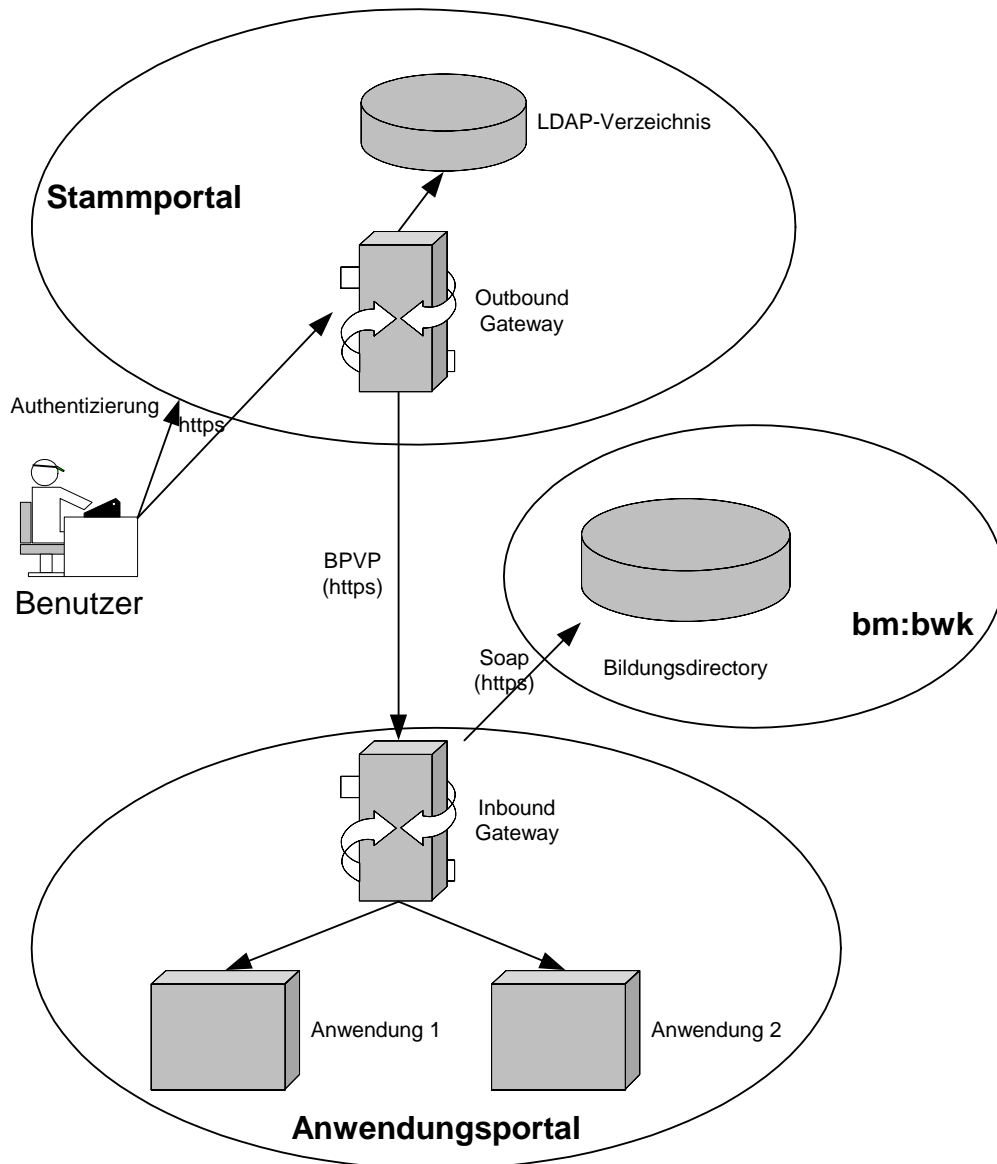 LDAP-Verzeichnis
Stammportal
Outbound
Gateway
Authentizierung
https
Benutzer
BPVP
(https)
bm:bwk
Soap
(https)
Bildungsdirectory
Inbound
Gateway
Anwendung 1
Anwendung 2
Anwendungsportal